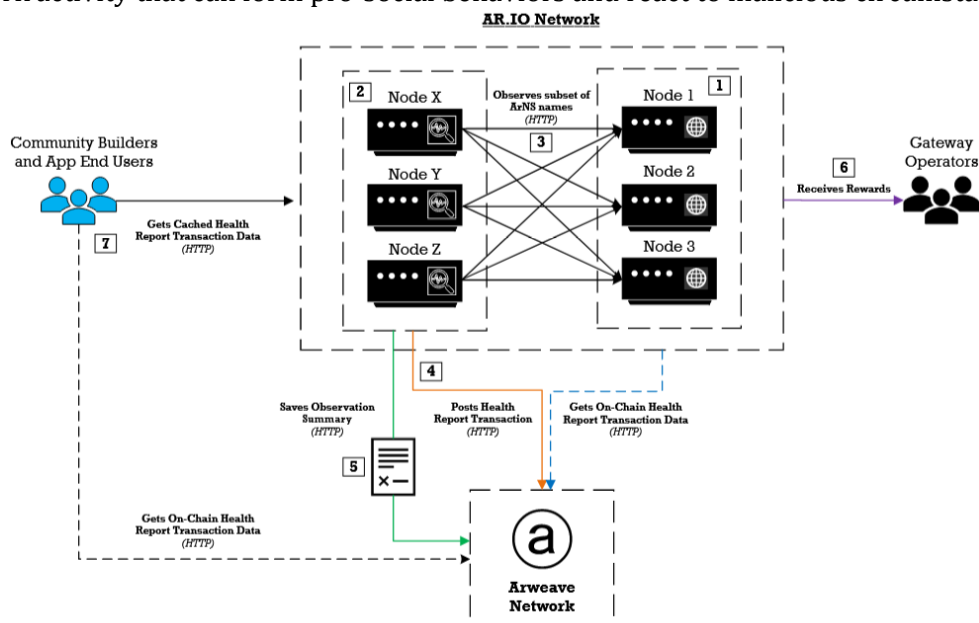 AR.IO Network
2
Node X
Observes subset of
ArNS names
(HTTP)
3
Node 1
1
Community Builders
and App End Users
Node Y
Node 2
6
Receives Rewards
Gateway
Operators
7
Gets Cached Health
Report Transaction Data
(HTTP)
Node Z
Node 3
4
Saves Observation
Summary
(HTTP)
Posts Health
Report Transaction
(HTTP)
Gets On-Chain Health
Report Transaction Data
(HTTP)
5
Gets On-Chain Health
Report Transaction Data
(HTTP)
a
Arweave
Network